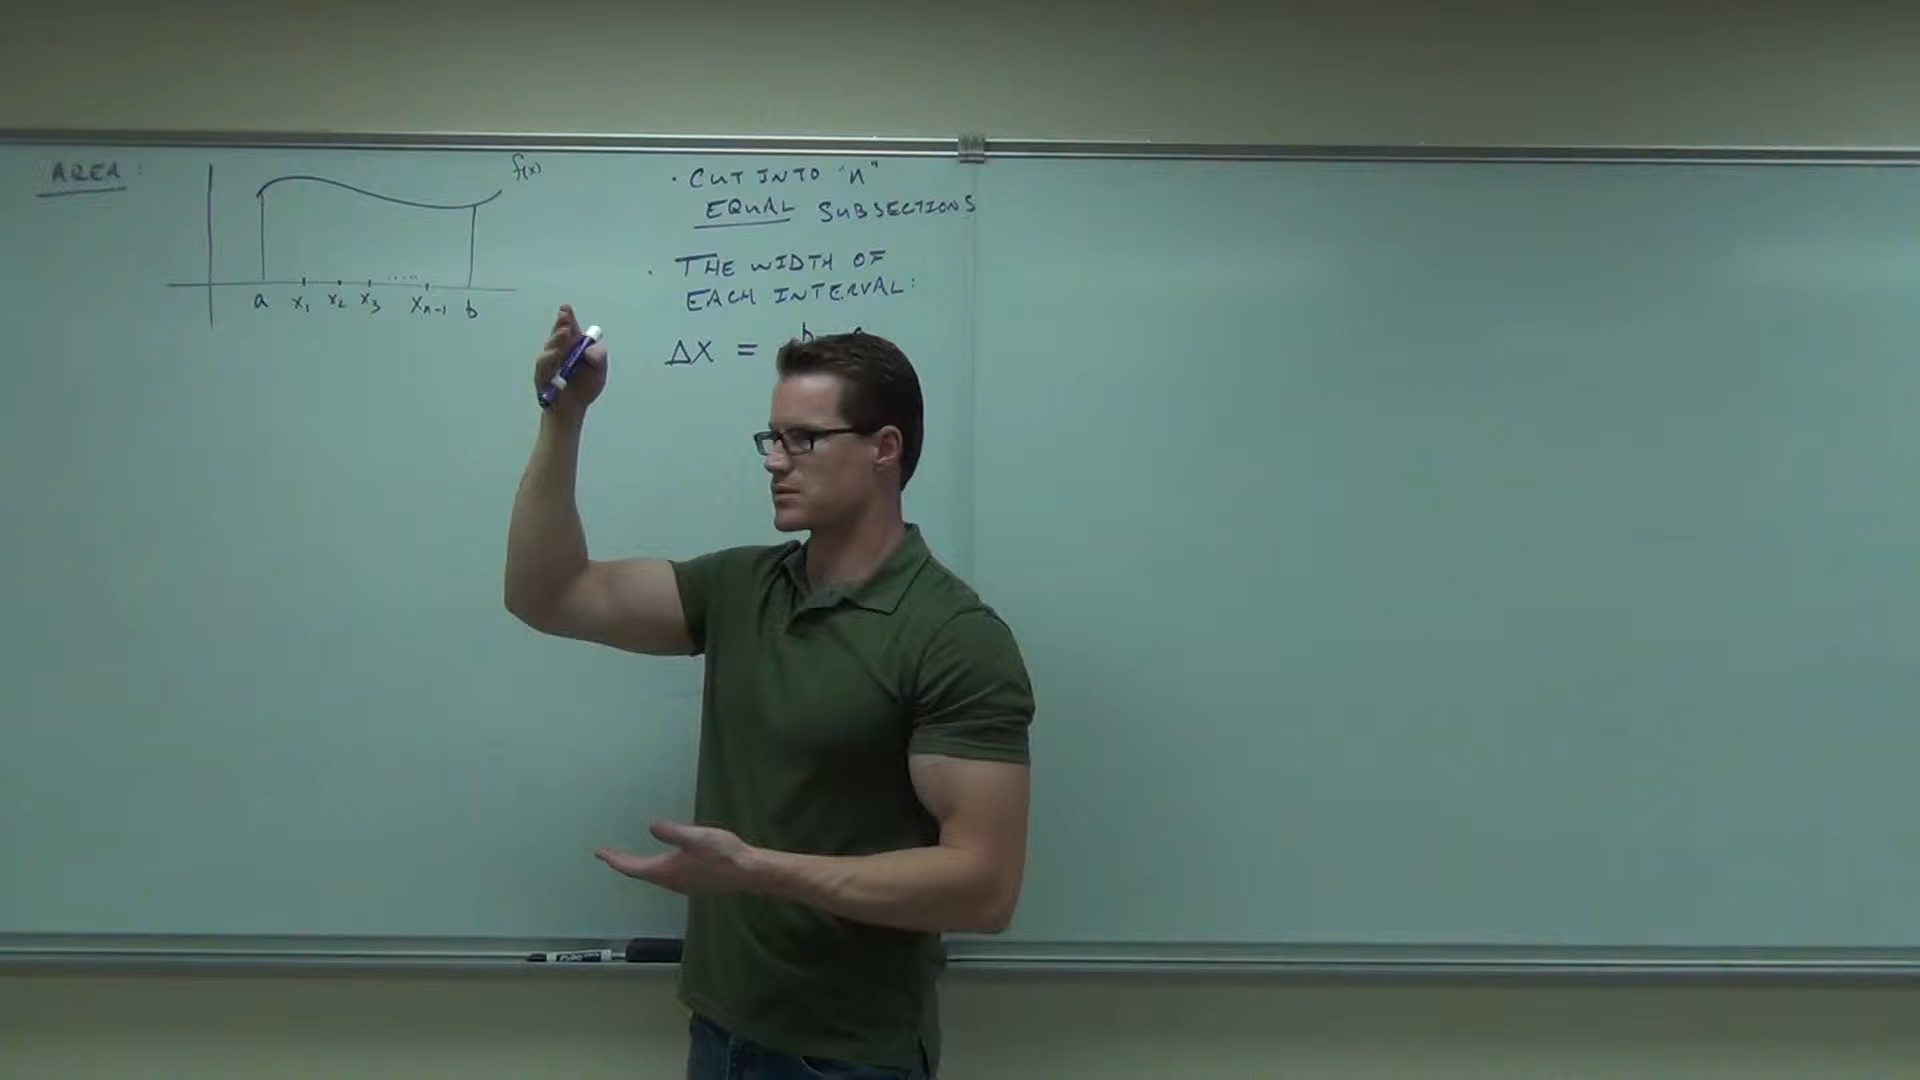 AREA:
f(x)
a x₁ x₂ x₃ ..... xₙ₋₁ b
· CUT INTO "n"
EQUAL SUBSECTIONS
· THE WIDTH OF
EACH INTERVAL:
ΔX =